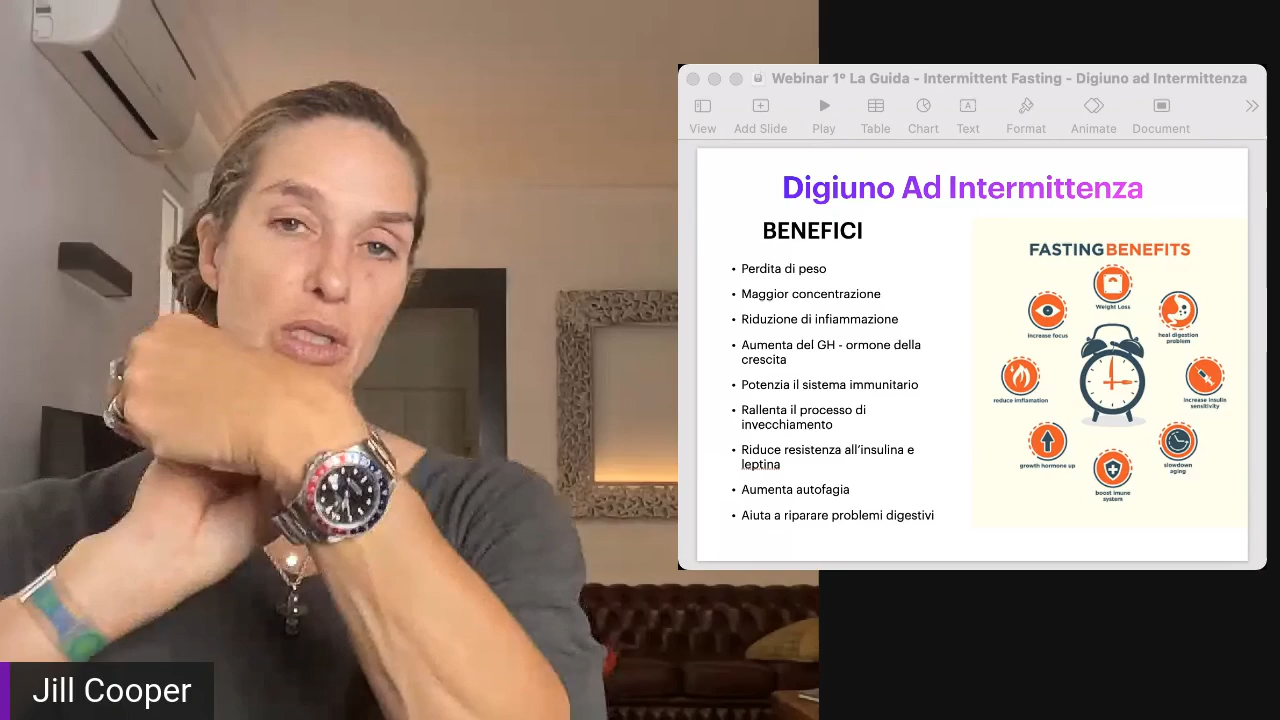 Webinar 1º La Guida - Intermittent Fasting - Digiuno ad Intermittenza
View
Add Slide
Play
Table
Chart
Text
Format
Animate
Document
Digiuno Ad Intermittenza
BENEFICI
• Perdita di peso
• Maggior concentrazione
• Riduzione di infiammazione
• Aumenta del GH - ormone della
crescita
• Potenzia il sistema immunitario
• Rallenta il processo di
invecchiamento
• Riduce resistenza all'insulina e
leptina
• Aumenta autofagia
• Aiuta a riparare problemi digestivi
FASTING BENEFITS
Weight Loss
increase focus
heal digestion
problem
reduce imflamation
increase insulin
sensitivity
growth hormone up
slowdown
aging
boost imune
system
Jill Cooper